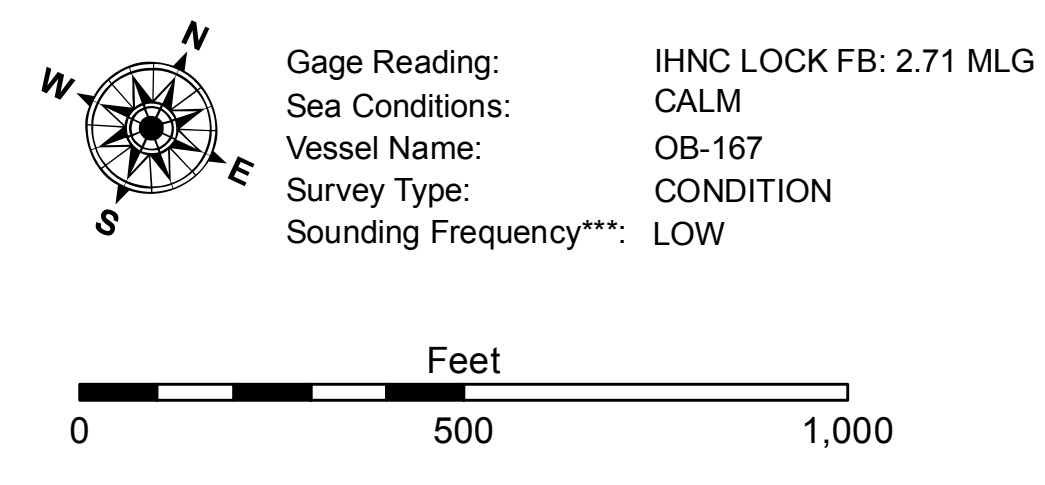 N
W
E
S
Gage Reading: IHNC LOCK FB: 2.71 MLG
Sea Conditions: CALM
Vessel Name: OB-167
Survey Type: CONDITION
Sounding Frequency***: LOW
Feet
0 500 1,000